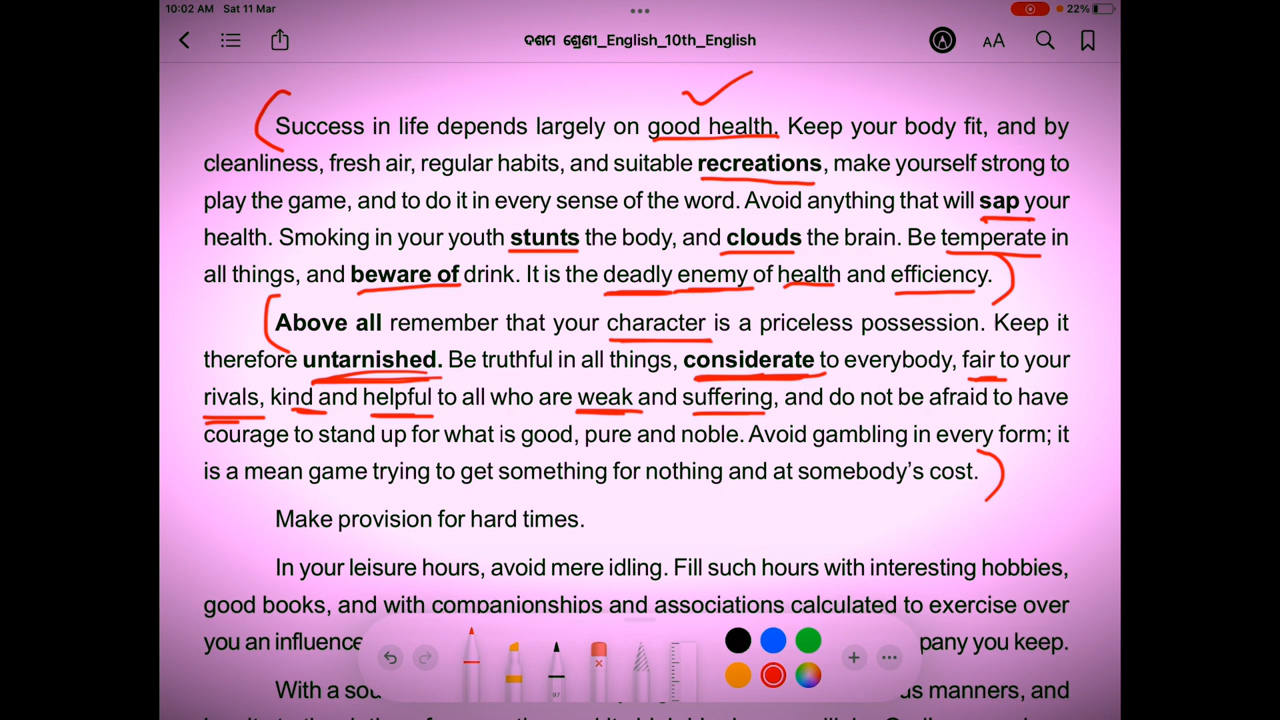 10:02 AM Sat 11 Mar
22%
ଦଶମ ଶ୍ରେଣୀ_English_10th_English
AA
Success in life depends largely on good health. Keep your body fit, and by
cleanliness, fresh air, regular habits, and suitable recreations, make yourself strong to
play the game, and to do it in every sense of the word. Avoid anything that will sap your
health. Smoking in your youth stunts the body, and clouds the brain. Be temperate in
all things, and beware of drink. It is the deadly enemy of health and efficiency.
Above all remember that your character is a priceless possession. Keep it
therefore untarnished. Be truthful in all things, considerate to everybody, fair to your
rivals, kind and helpful to all who are weak and suffering, and do not be afraid to have
courage to stand up for what is good, pure and noble. Avoid gambling in every form; it
is a mean game trying to get something for nothing and at somebody's cost.
Make provision for hard times.
In your leisure hours, avoid mere idling. Fill such hours with interesting hobbies,
good books, and with companionships and associations calculated to exercise over
you an influence pany you keep.
With a sou us manners, and
97